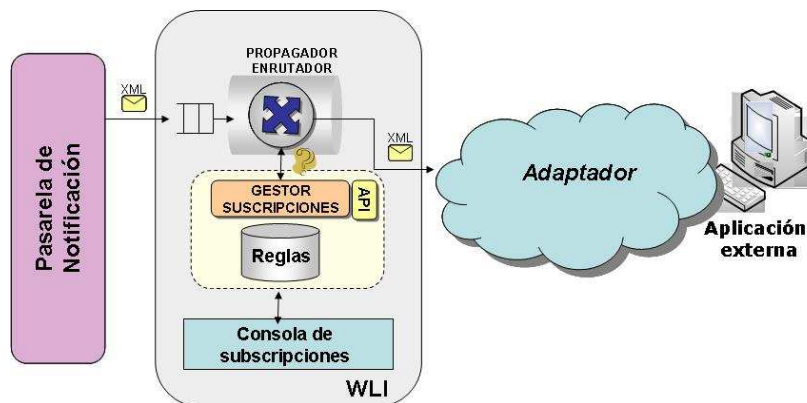 Pasarela de
Notificación
XML
PROPAGADOR
ENRUTADOR
XML
GESTOR
SUSCRIPCIONES
API
Reglas
Consola de
subscripciones
WLI
Adaptador
Aplicación
externa